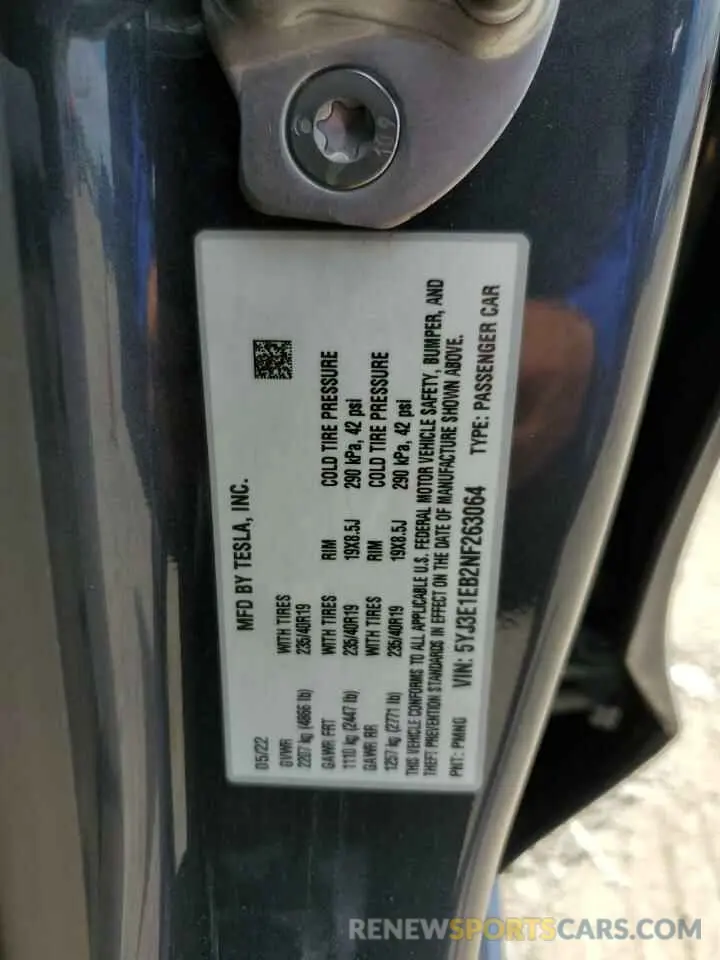 10.9
MFD BY TESLA, INC.
05/22
GVWR WITH TIRES
2207 kg (4866 lb) 235/40R19
GAWR FRT WITH TIRES RIM COLD TIRE PRESSURE
1110 kg (2447 lb) 235/40R19 19X8.5J 290 kPa, 42 psi
GAWR RR WITH TIRES RIM COLD TIRE PRESSURE
1257 kg (2771 lb) 235/40R19 19X8.5J 290 kPa, 42 psi
THIS VEHICLE CONFORMS TO ALL APPLICABLE U.S. FEDERAL MOTOR VEHICLE SAFETY, BUMPER, AND
THEFT PREVENTION STANDARDS IN EFFECT ON THE DATE OF MANUFACTURE SHOWN ABOVE.
PNT: PMNG VIN: 5YJ3E1EB2NF263064 TYPE: PASSENGER CAR
RENEWSPORTSCARS.COM